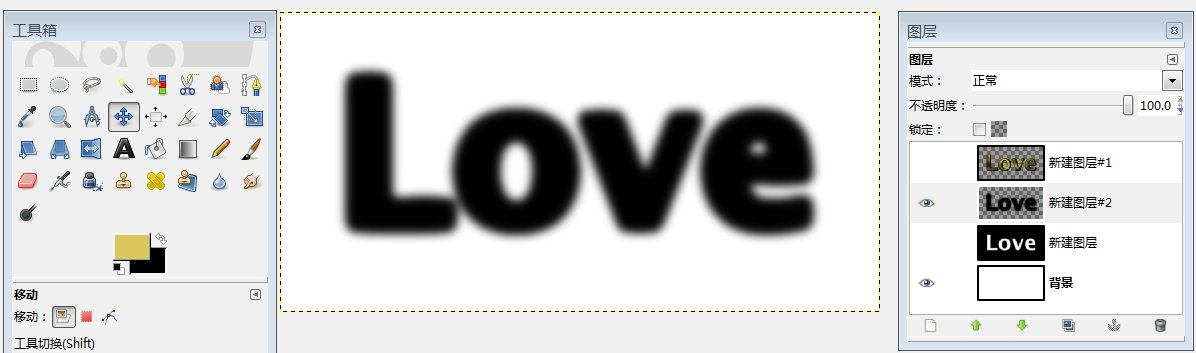 工具箱
移动
移动：
工具切换(Shift)
Love
图层
图层
模式：
正常
不透明度：
100.0
锁定：
Love
新建图层#1
Love
新建图层#2
Love
新建图层
背景